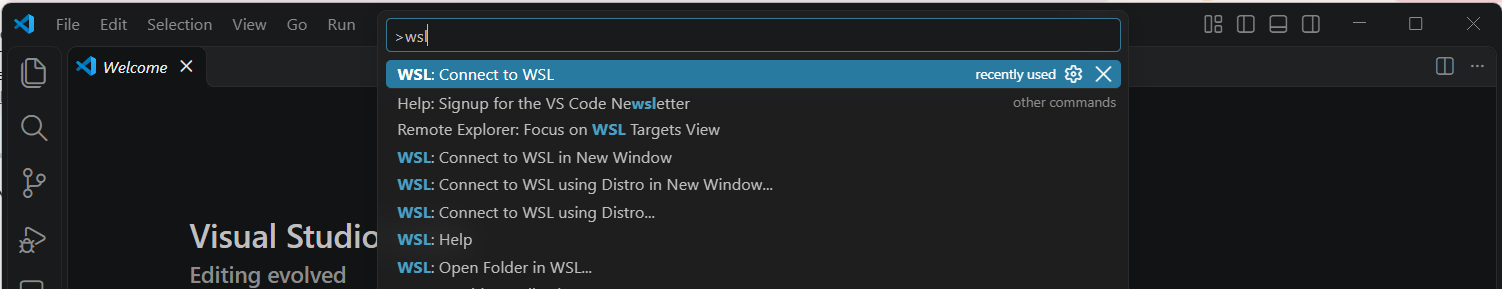 File Edit Selection View Go Run
>wsl
Welcome
WSL: Connect to WSL recently used
Help: Signup for the VS Code Newsletter other commands
Remote Explorer: Focus on WSL Targets View
WSL: Connect to WSL in New Window
WSL: Connect to WSL using Distro in New Window...
WSL: Connect to WSL using Distro...
Visual Studio
WSL: Help
Editing evolved
WSL: Open Folder in WSL...